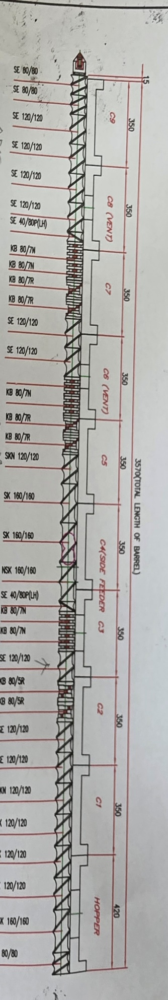 SE 80/80
SE 80/80
SE 120/120
SE 120/120
SE 120/120
SE 120/120
SE 40/80P(LH)
KB 80/7N
KB 80/7N
KB 80/7R
KB 80/7R
SE 120/120
SE 120/120
KB 80/7N
KB 80/7R
KB 80/7R
SKN 120/120
SK 160/160
SK 160/160
NSK 160/160
SE 40/80P(LH)
KB 80/7N
KB 80/7N
SE 120/120
KB 80/5R
KB 80/5R
E 120/120
E 120/120
KN 120/120
120/120
120/120
120/120
K 160/160
80/80
C9
C8 (VENT)
C7
C6 (VENT)
C5
C4(SIDE FEEDER
C3
C2
C1
HOPPER
15
350
350
350
350
350
350
350
350
350
420
3570(TOTAL LENGTH OF BARREL)